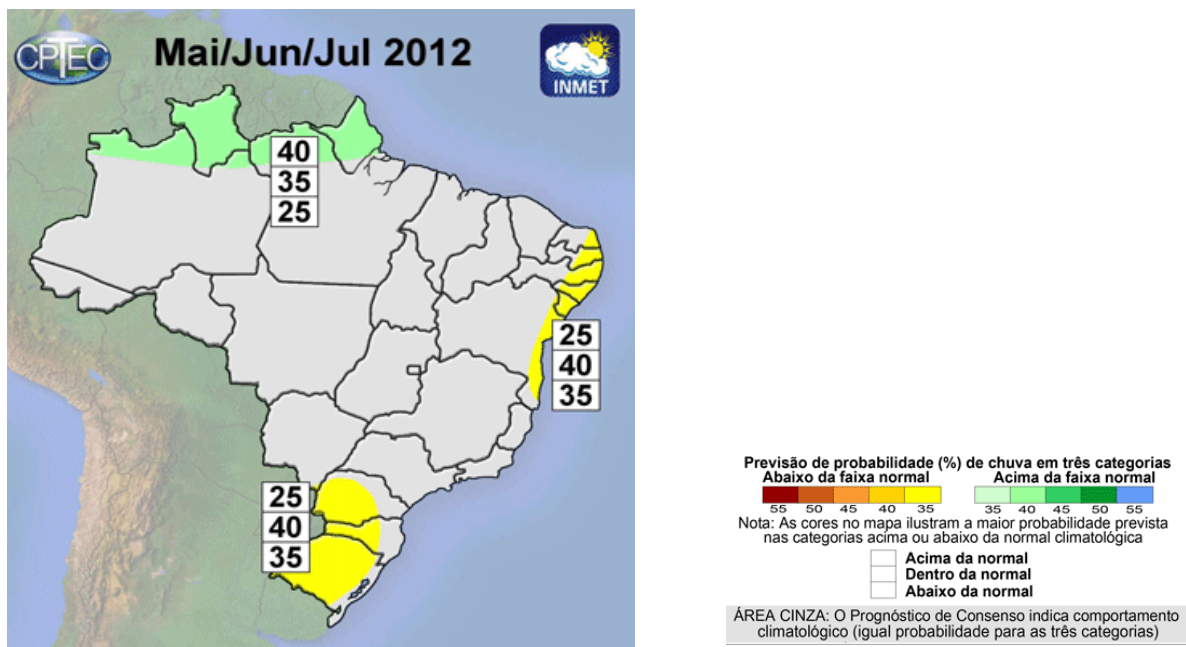 CPTEC
Mai/Jun/Jul 2012
INMET
40
35
25
25
40
35
25
40
35
Previsão de probabilidade (%) de chuva em três categorias
Abaixo da faixa normal
Acima da faixa normal
55 50 45 40 35
35 40 45 50 55
Nota: As cores no mapa ilustram a maior probabilidade prevista
nas categorias acima ou abaixo da normal climatológica
Acima da normal
Dentro da normal
Abaixo da normal
ÁREA CINZA: O Prognóstico de Consenso indica comportamento
climatológico (igual probabilidade para as três categorias)